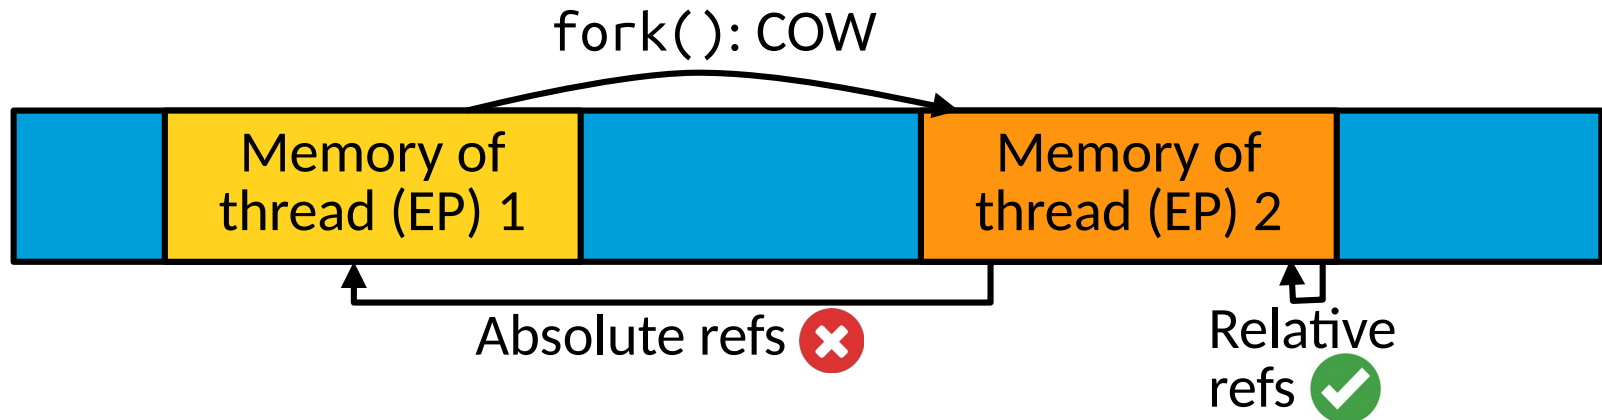 fork(): COW
Memory of
thread (EP) 1
Memory of
thread (EP) 2
Absolute refs
Relative
refs